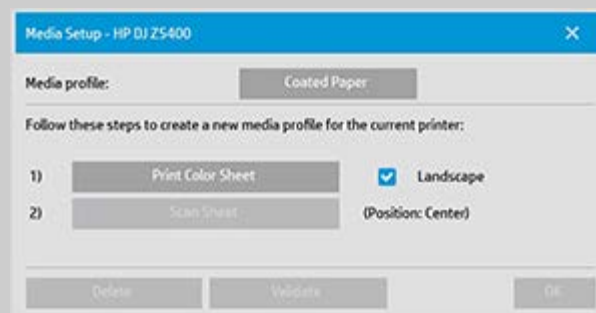 Media Setup - HP DJ Z5400
Media profile: Coated Paper
Follow these steps to create a new media profile for the current printer:
1) Print Color Sheet Landscape
2) Scan Sheet (Position: Center)
Delete Validate OK